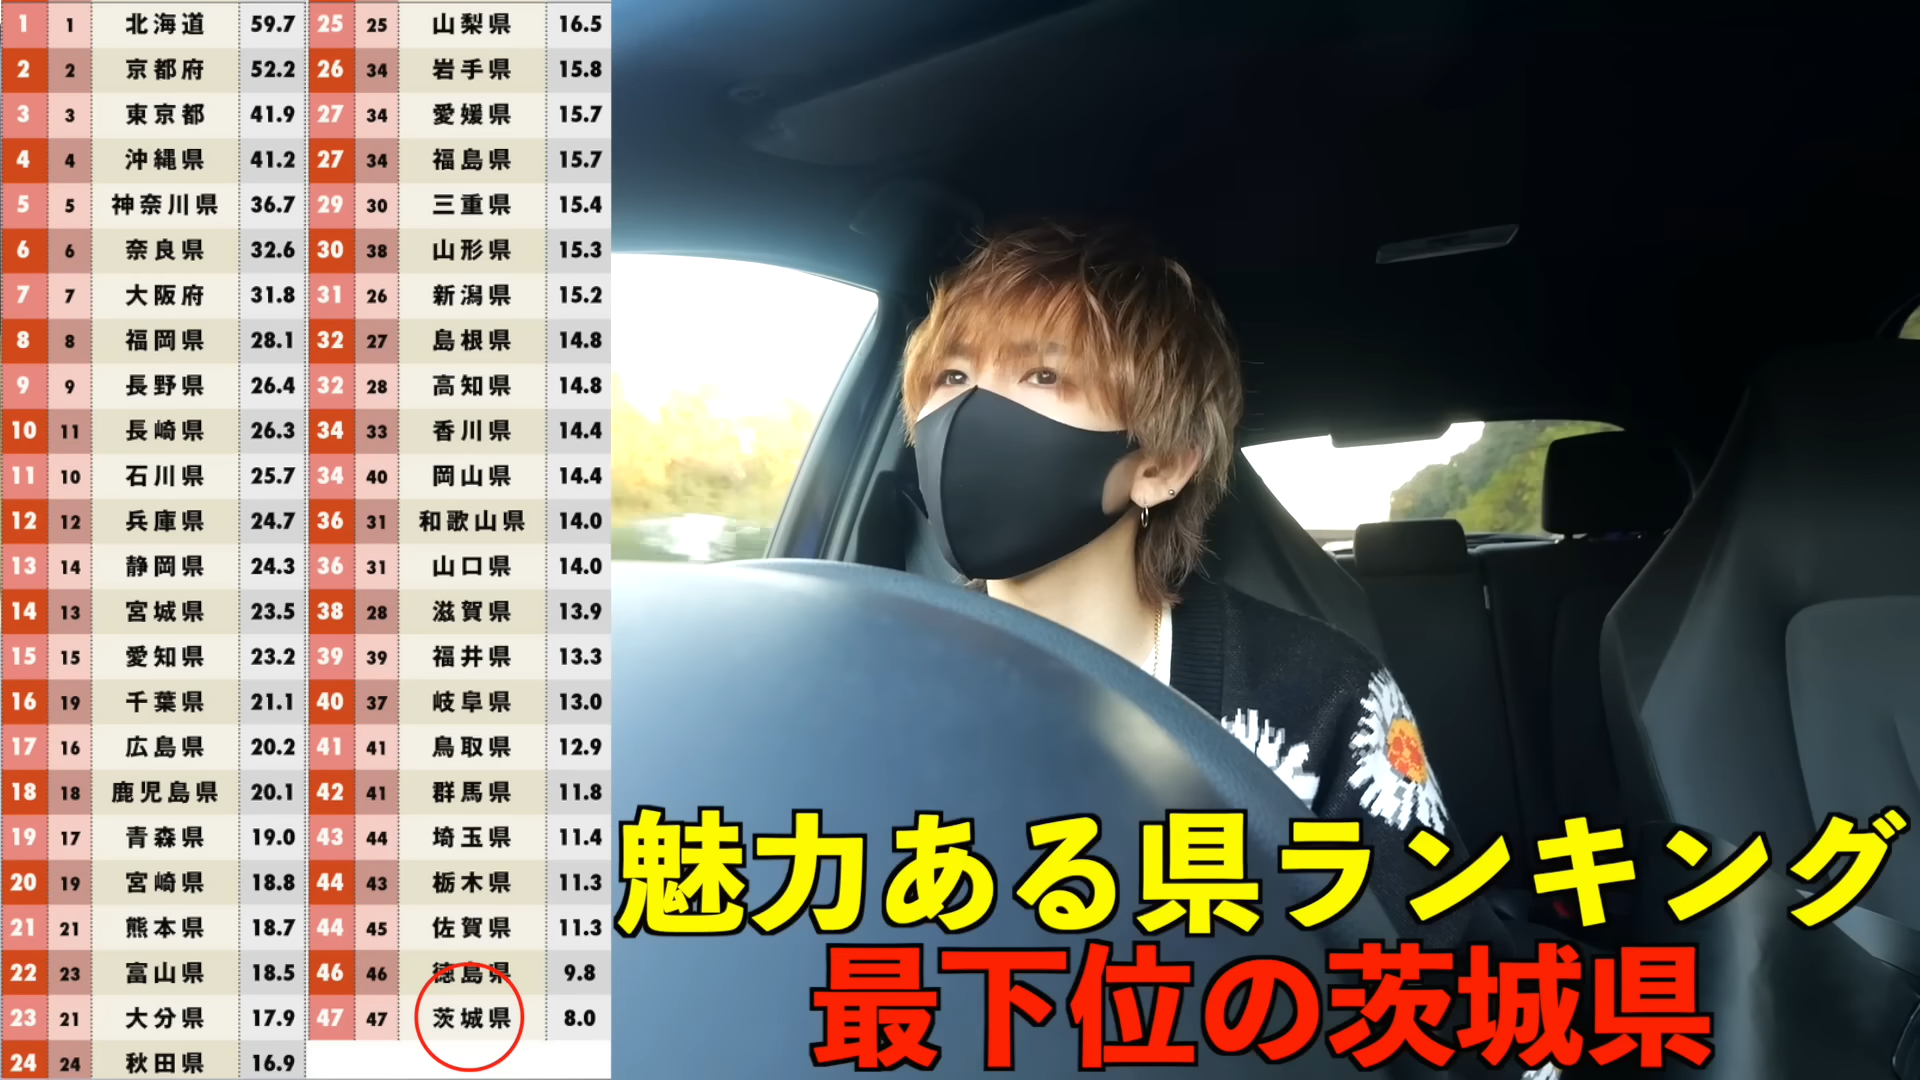 1 1 北海道 59.7
2 2 京都府 52.2
3 3 東京都 41.9
4 4 沖縄県 41.2
5 5 神奈川県 36.7
6 6 奈良県 32.6
7 7 大阪府 31.8
8 8 福岡県 28.1
9 9 長野県 26.4
10 11 長崎県 26.3
11 10 石川県 25.7
12 12 兵庫県 24.7
13 14 静岡県 24.3
14 13 宮城県 23.5
15 15 愛知県 23.2
16 19 千葉県 21.1
17 16 広島県 20.2
18 18 鹿児島県 20.1
19 17 青森県 19.0
20 19 宮崎県 18.8
21 21 熊本県 18.7
22 23 富山県 18.5
23 21 大分県 17.9
24 24 秋田県 16.9
25 25 山梨県 16.5
26 34 岩手県 15.8
27 34 愛媛県 15.7
27 34 福島県 15.7
29 30 三重県 15.4
30 38 山形県 15.3
31 26 新潟県 15.2
32 27 島根県 14.8
32 28 高知県 14.8
34 33 香川県 14.4
34 40 岡山県 14.4
36 31 和歌山県 14.0
36 31 山口県 14.0
38 28 滋賀県 13.9
39 39 福井県 13.3
40 37 岐阜県 13.0
41 41 鳥取県 12.9
42 41 群馬県 11.8
43 44 埼玉県 11.4
44 43 栃木県 11.3
44 45 佐賀県 11.3
46 46 徳島県 9.8
47 47 茨城県 8.0
魅力ある県ランキング
最下位の茨城県